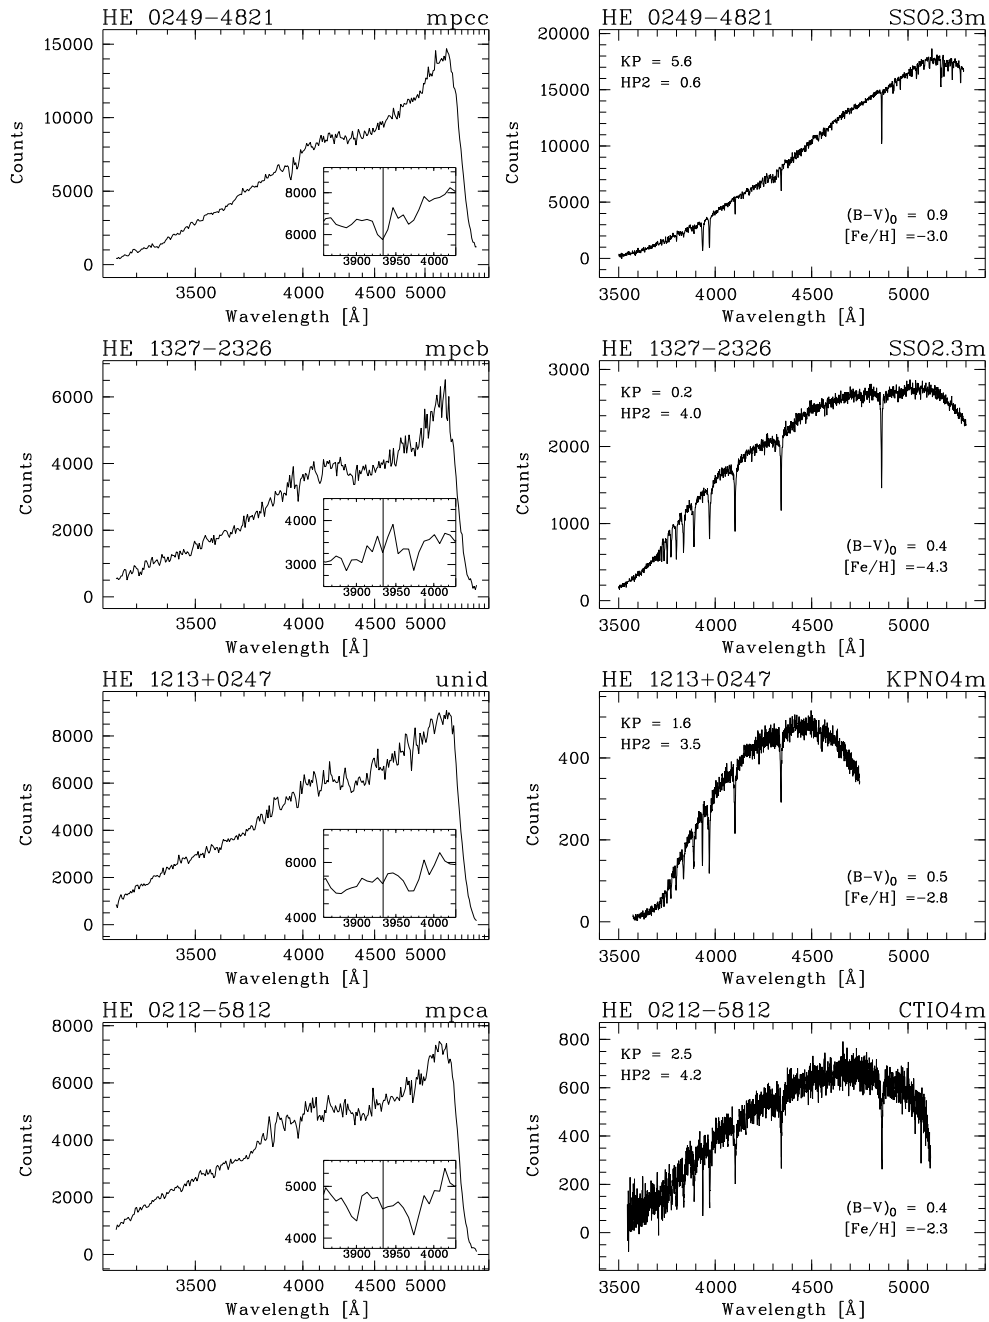 HE 0249−4821 mpcc
15000
10000
5000
0
Counts
8000
6000
3900 3950 4000
3500 4000 4500 5000
Wavelength [Å]
HE 0249−4821 SSO2.3m
20000
15000
10000
5000
0
Counts
KP = 5.6
HP2 = 0.6
(B−V)0 = 0.9
[Fe/H] =−3.0
3500 4000 4500 5000
Wavelength [Å]
HE 1327−2326 mpcb
6000
4000
2000
0
Counts
4000
3000
3900 3950 4000
3500 4000 4500 5000
Wavelength [Å]
HE 1327−2326 SSO2.3m
3000
2000
1000
0
Counts
KP = 0.2
HP2 = 4.0
(B−V)0 = 0.4
[Fe/H] =−4.3
3500 4000 4500 5000
Wavelength [Å]
HE 1213+0247 unid
8000
6000
4000
2000
0
Counts
6000
4000
3900 3950 4000
3500 4000 4500 5000
Wavelength [Å]
HE 1213+0247 KPNO4m
400
200
0
Counts
KP = 1.6
HP2 = 3.5
(B−V)0 = 0.5
[Fe/H] =−2.8
3500 4000 4500 5000
Wavelength [Å]
HE 0212−5812 mpca
8000
6000
4000
2000
0
Counts
5000
4000
3900 3950 4000
3500 4000 4500 5000
Wavelength [Å]
HE 0212−5812 CTIO4m
800
600
400
200
0
Counts
KP = 2.5
HP2 = 4.2
(B−V)0 = 0.4
[Fe/H] =−2.3
3500 4000 4500 5000
Wavelength [Å]